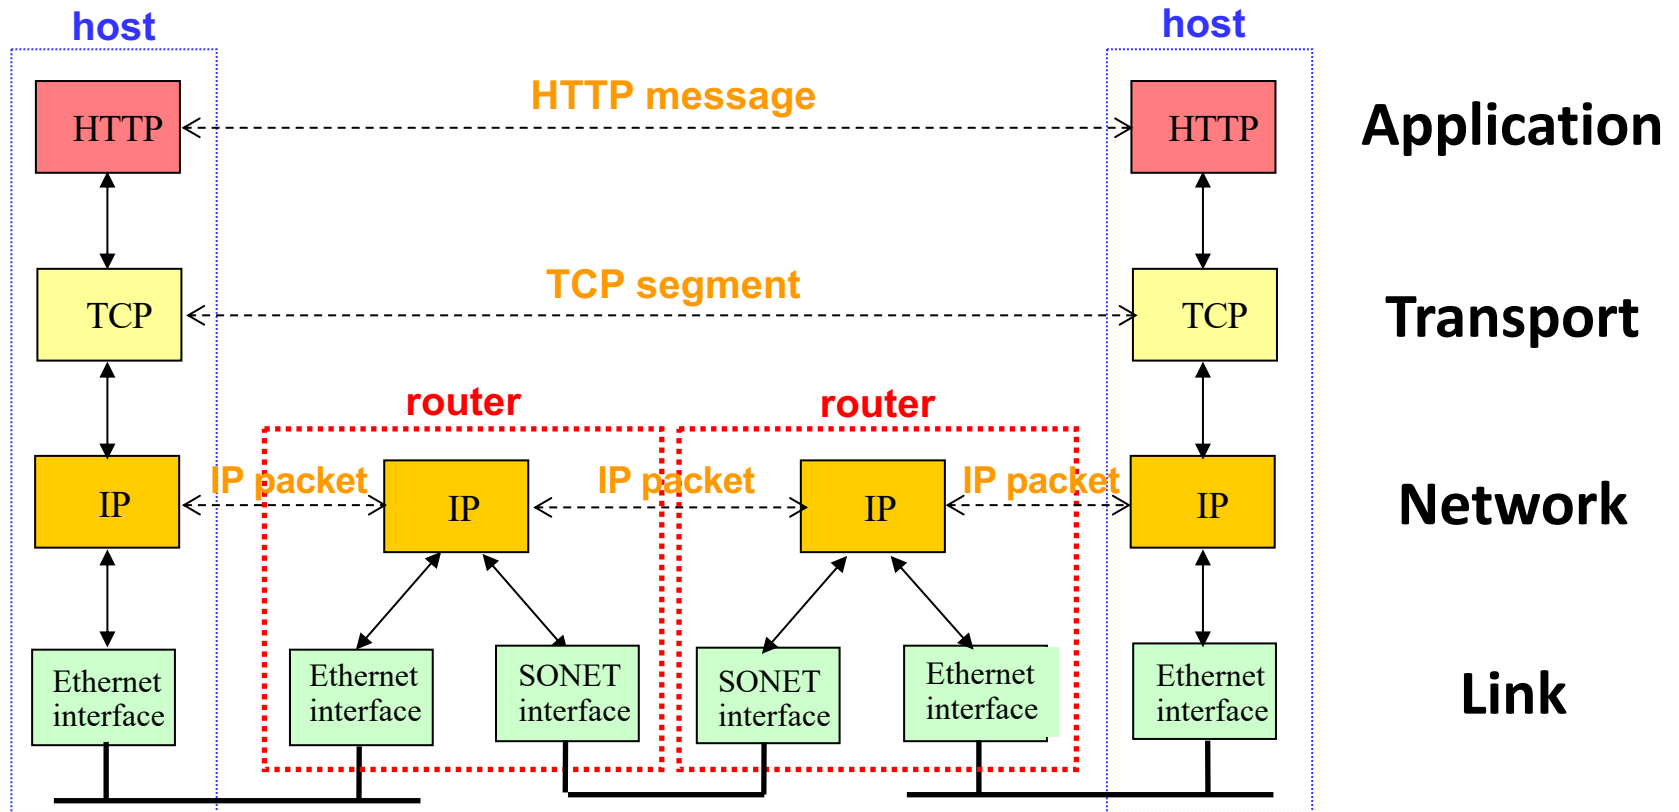 host
host
HTTP message
HTTP
HTTP
Application
TCP segment
TCP
TCP
Transport
router
router
IP packet
IP packet
IP packet
IP
IP
IP
IP
Network
Ethernet
interface
Ethernet
interface
SONET
interface
SONET
interface
Ethernet
interface
Ethernet
interface
Link